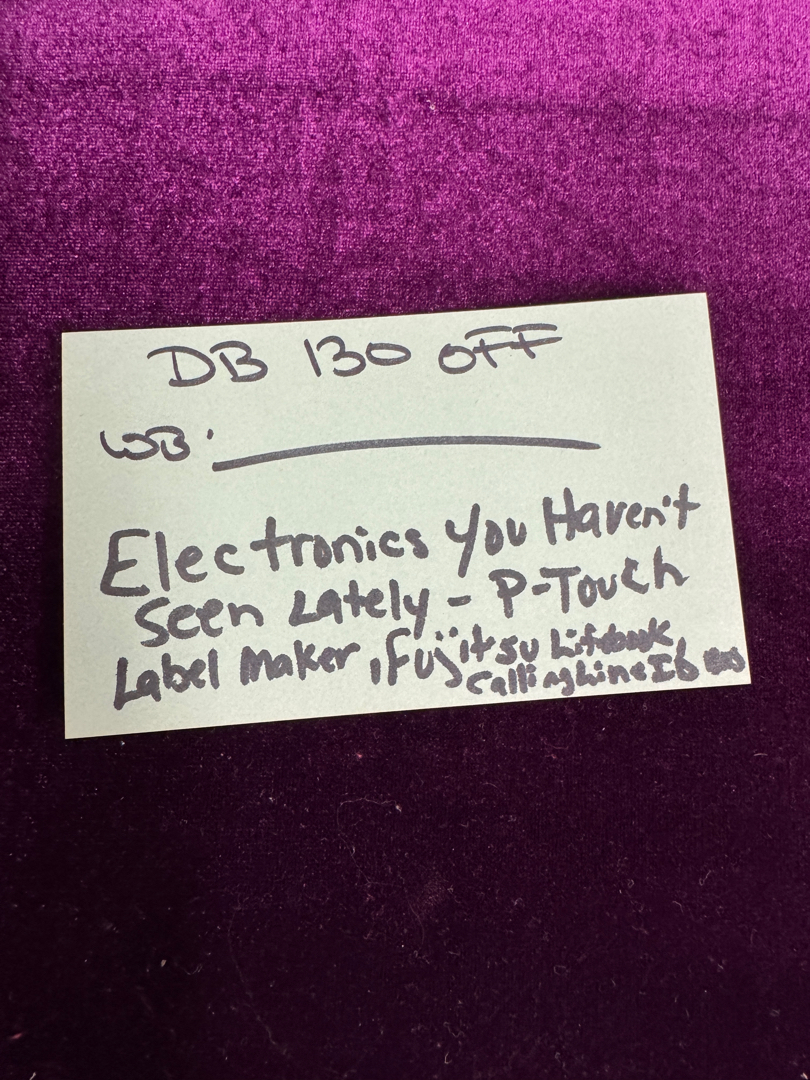 DB 130 OFF
WB:
Electronics You Haven't
Seen Lately - P-Touch
Label Maker, Fujitsu Lifebook,
Calling Line Id